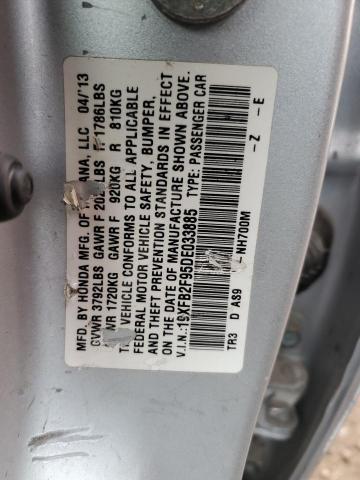 MFD. BY HONDA MFG. OF LLC 04/13
GVWR 3792LBS GAWR F LBS 1786LBS
WR 1720KG GAWR F 920KG R 810KG
VEHICLE CONFORMS TO ALL APPLICABLE
FEDERAL MOTOR VEHICLE SAFETY, BUMPER,
AND THEFT PREVENTION STANDARDS IN EFFECT
ON THE DATE OF MANUFACTURE SHOWN ABOVE.
V.I.N.: 19XFB2F95DE033885 TYPE: PASSENGER CAR
NH700M -Z -E
TR3 D AS9